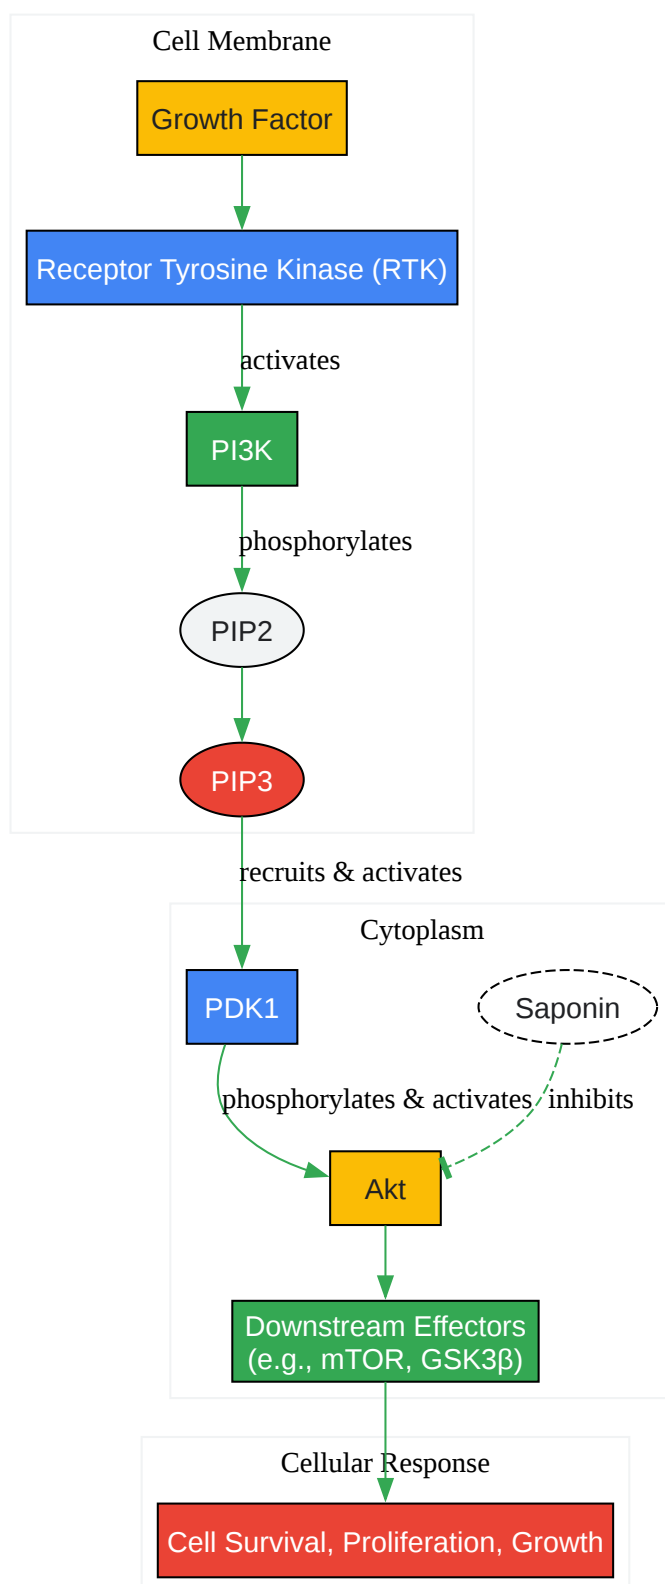 Cell Membrane
Growth Factor
Receptor Tyrosine Kinase (RTK)
activates
PI3K
phosphorylates
PIP2
PIP3
recruits & activates
Cytoplasm
PDK1
Saponin
phosphorylates & activates
inhibits
Akt
Downstream Effectors
(e.g., mTOR, GSK3β)
Cellular Response
Cell Survival, Proliferation, Growth